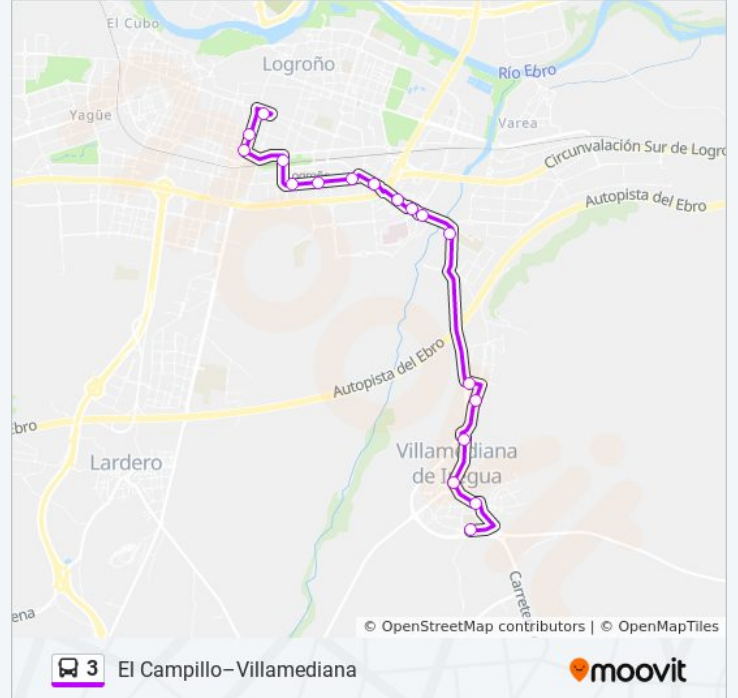 El Cubo
Logroño
Río Ebro
Yagüe
Varea
Circunvalación Sur de Logro
Autopista del Ebro
Autopista del Ebro
Ebro
Villamediana
de Iregua
Lardero
Carrete
ena
© OpenStreetMap contributors | © OpenMapTiles
3 El Campillo–Villamediana
moovit